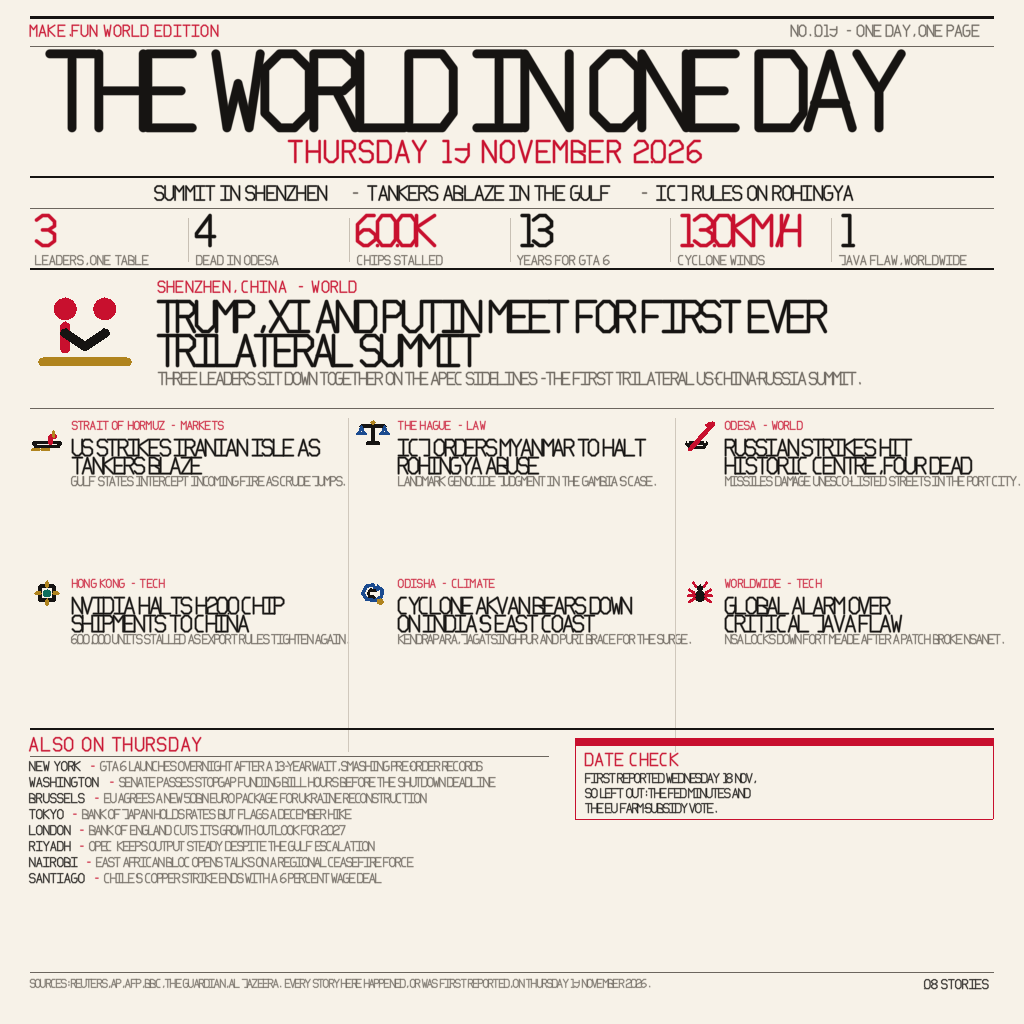 MAKE.FUN WORLD EDITION
NO.019 - ONE DAY, ONE PAGE
THE WORLD IN ONE DAY
THURSDAY 19 NOVEMBER 2026
SUMMIT IN SHENZHEN - TANKERS ABLAZE IN THE GULF - ICJ RULES ON ROHINGYA
3
LEADERS, ONE TABLE
4
DEAD IN ODESA
600K
CHIPS STALLED
13
YEARS FOR GTA 6
130KM/H
CYCLONE WINDS
1
JAVA FLAW, WORLDWIDE
SHENZHEN, CHINA - WORLD
TRUMP, XI AND PUTIN MEET FOR FIRST EVER
TRILATERAL SUMMIT
THREE LEADERS SIT DOWN TOGETHER ON THE APEC SIDELINES - THE FIRST TRILATERAL US-CHINA-RUSSIA SUMMIT.
STRAIT OF HORMUZ - MARKETS
US STRIKES IRANIAN ISLE AS
TANKERS BLAZE
GULF STATES INTERCEPT INCOMING FIRE AS CRUDE JUMPS.
THE HAGUE - LAW
ICJ ORDERS MYANMAR TO HALT
ROHINGYA ABUSE
LANDMARK GENOCIDE JUDGMENT IN THE GAMBIA S CASE.
ODESA - WORLD
RUSSIAN STRIKES HIT
HISTORIC CENTRE, FOUR DEAD
MISSILES DAMAGE UNESCO-LISTED STREETS IN THE PORT CITY.
HONG KONG - TECH
NVIDIA HALTS H200 CHIP
SHIPMENTS TO CHINA
600,000 UNITS STALLED AS EXPORT RULES TIGHTEN AGAIN.
ODISHA - CLIMATE
CYCLONE AKVAN BEARS DOWN
ON INDIA S EAST COAST
KENDRAPARA, JAGATSINGHPUR AND PURI BRACE FOR THE SURGE.
WORLDWIDE - TECH
GLOBAL ALARM OVER
CRITICAL JAVA FLAW
NSA LOCKS DOWN FORT MEADE AFTER A PATCH BROKE NSANET.
ALSO ON THURSDAY
NEW YORK - GTA 6 LAUNCHES OVERNIGHT AFTER A 13-YEAR WAIT, SMASHING PRE-ORDER RECORDS
WASHINGTON - SENATE PASSES STOPGAP FUNDING BILL HOURS BEFORE THE SHUTDOWN DEADLINE
BRUSSELS - EU AGREES A NEW 50BN EURO PACKAGE FOR UKRAINE RECONSTRUCTION
TOKYO - BANK OF JAPAN HOLDS RATES BUT FLAGS A DECEMBER HIKE
LONDON - BANK OF ENGLAND CUTS ITS GROWTH OUTLOOK FOR 2027
RIYADH - OPEC KEEPS OUTPUT STEADY DESPITE THE GULF ESCALATION
NAIROBI - EAST AFRICAN BLOC OPENS TALKS ON A REGIONAL CEASEFIRE FORCE
SANTIAGO - CHILE S COPPER STRIKE ENDS WITH A 6 PERCENT WAGE DEAL
DATE CHECK
FIRST REPORTED WEDNESDAY 18 NOV,
SO LEFT OUT: THE FED MINUTES AND
THE EU FARM-SUBSIDY VOTE.
SOURCES: REUTERS, AP, AFP, BBC, THE GUARDIAN, AL JAZEERA. EVERY STORY HERE HAPPENED, OR WAS FIRST REPORTED, ON THURSDAY 19 NOVEMBER 2026.
08 STORIES